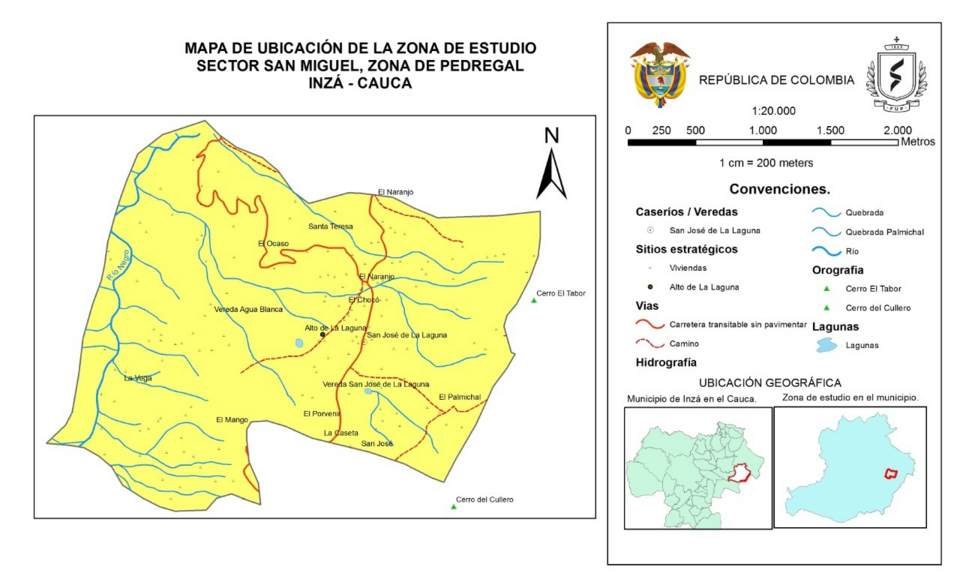 MAPA DE UBICACIÓN DE LA ZONA DE ESTUDIO
SECTOR SAN MIGUEL, ZONA DE PEDREGAL
INZÁ - CAUCA
N
El Naranjo
Santa Teresa
El Ocaso
Río Negro
El Naranjo
Cerro El Tabor
El Chocó
Vereda Agua Blanca
Alto de La Laguna
San José de La Laguna
La Vega
Vereda San José de La Laguna
El Palmichal
El Mango
El Porvenir
La Caseta
San José
Cerro del Cullero
REPÚBLICA DE COLOMBIA
FUP
1:20.000
0 250 500 1.000 1.500 2.000
Metros
1 cm = 200 meters
Convenciones.
Caseríos / Veredas
San José de La Laguna
Sitios estratégicos
Viviendas
Alto de La Laguna
Vias
Carretera transitable sin pavimentar
Camino
Hidrografía
Quebrada
Quebrada Palmichal
Río
Orografia
Cerro El Tabor
Cerro del Cullero
Lagunas
Lagunas
UBICACIÓN GEOGRÁFICA
Municipio de Inzá en el Cauca.
Zona de estudio en el municipio.